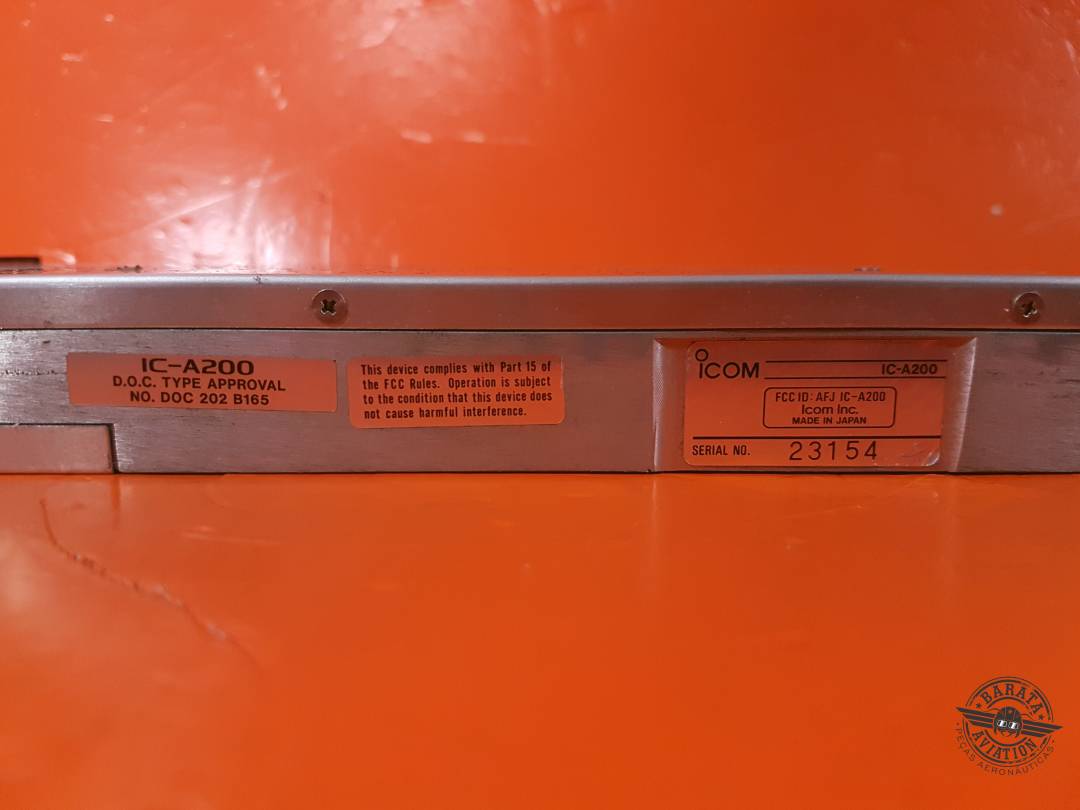 IC-A200
D.O.C. TYPE APPROVAL
NO. DOC 202 B165
This device complies with Part 15 of
the FCC Rules. Operation is subject
to the condition that this device does
not cause harmful interference.
ICOM IC-A200
FCC ID: AFJ IC-A200
Icom Inc.
MADE IN JAPAN
SERIAL NO. 23154
BARATA
AVIATION
PEÇAS AERONÁUTICAS